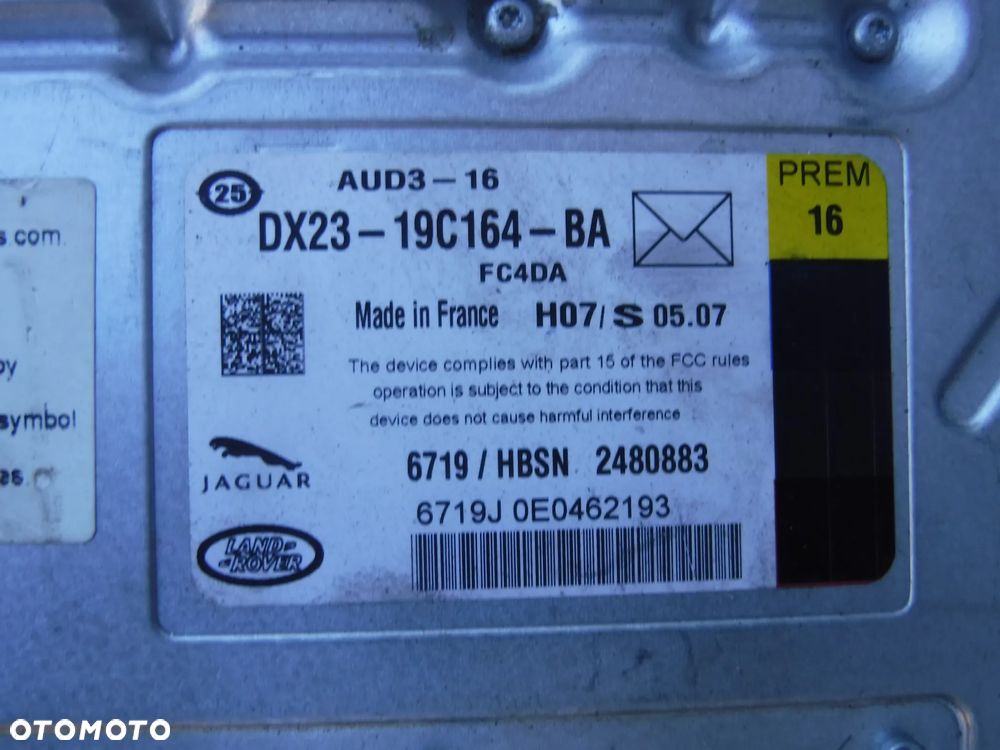 25
AUD3-16
DX23-19C164-BA
FC4DA
PREM
16
Made in France H07/S 05.07
The device complies with part 15 of the FCC rules
operation is subject to the condition that this
device does not cause harmful interference
JAGUAR
6719/HBSN 2480883
6719J 0E0462193
LAND-
-ROVER
s.com
symbol
OTOMOTO